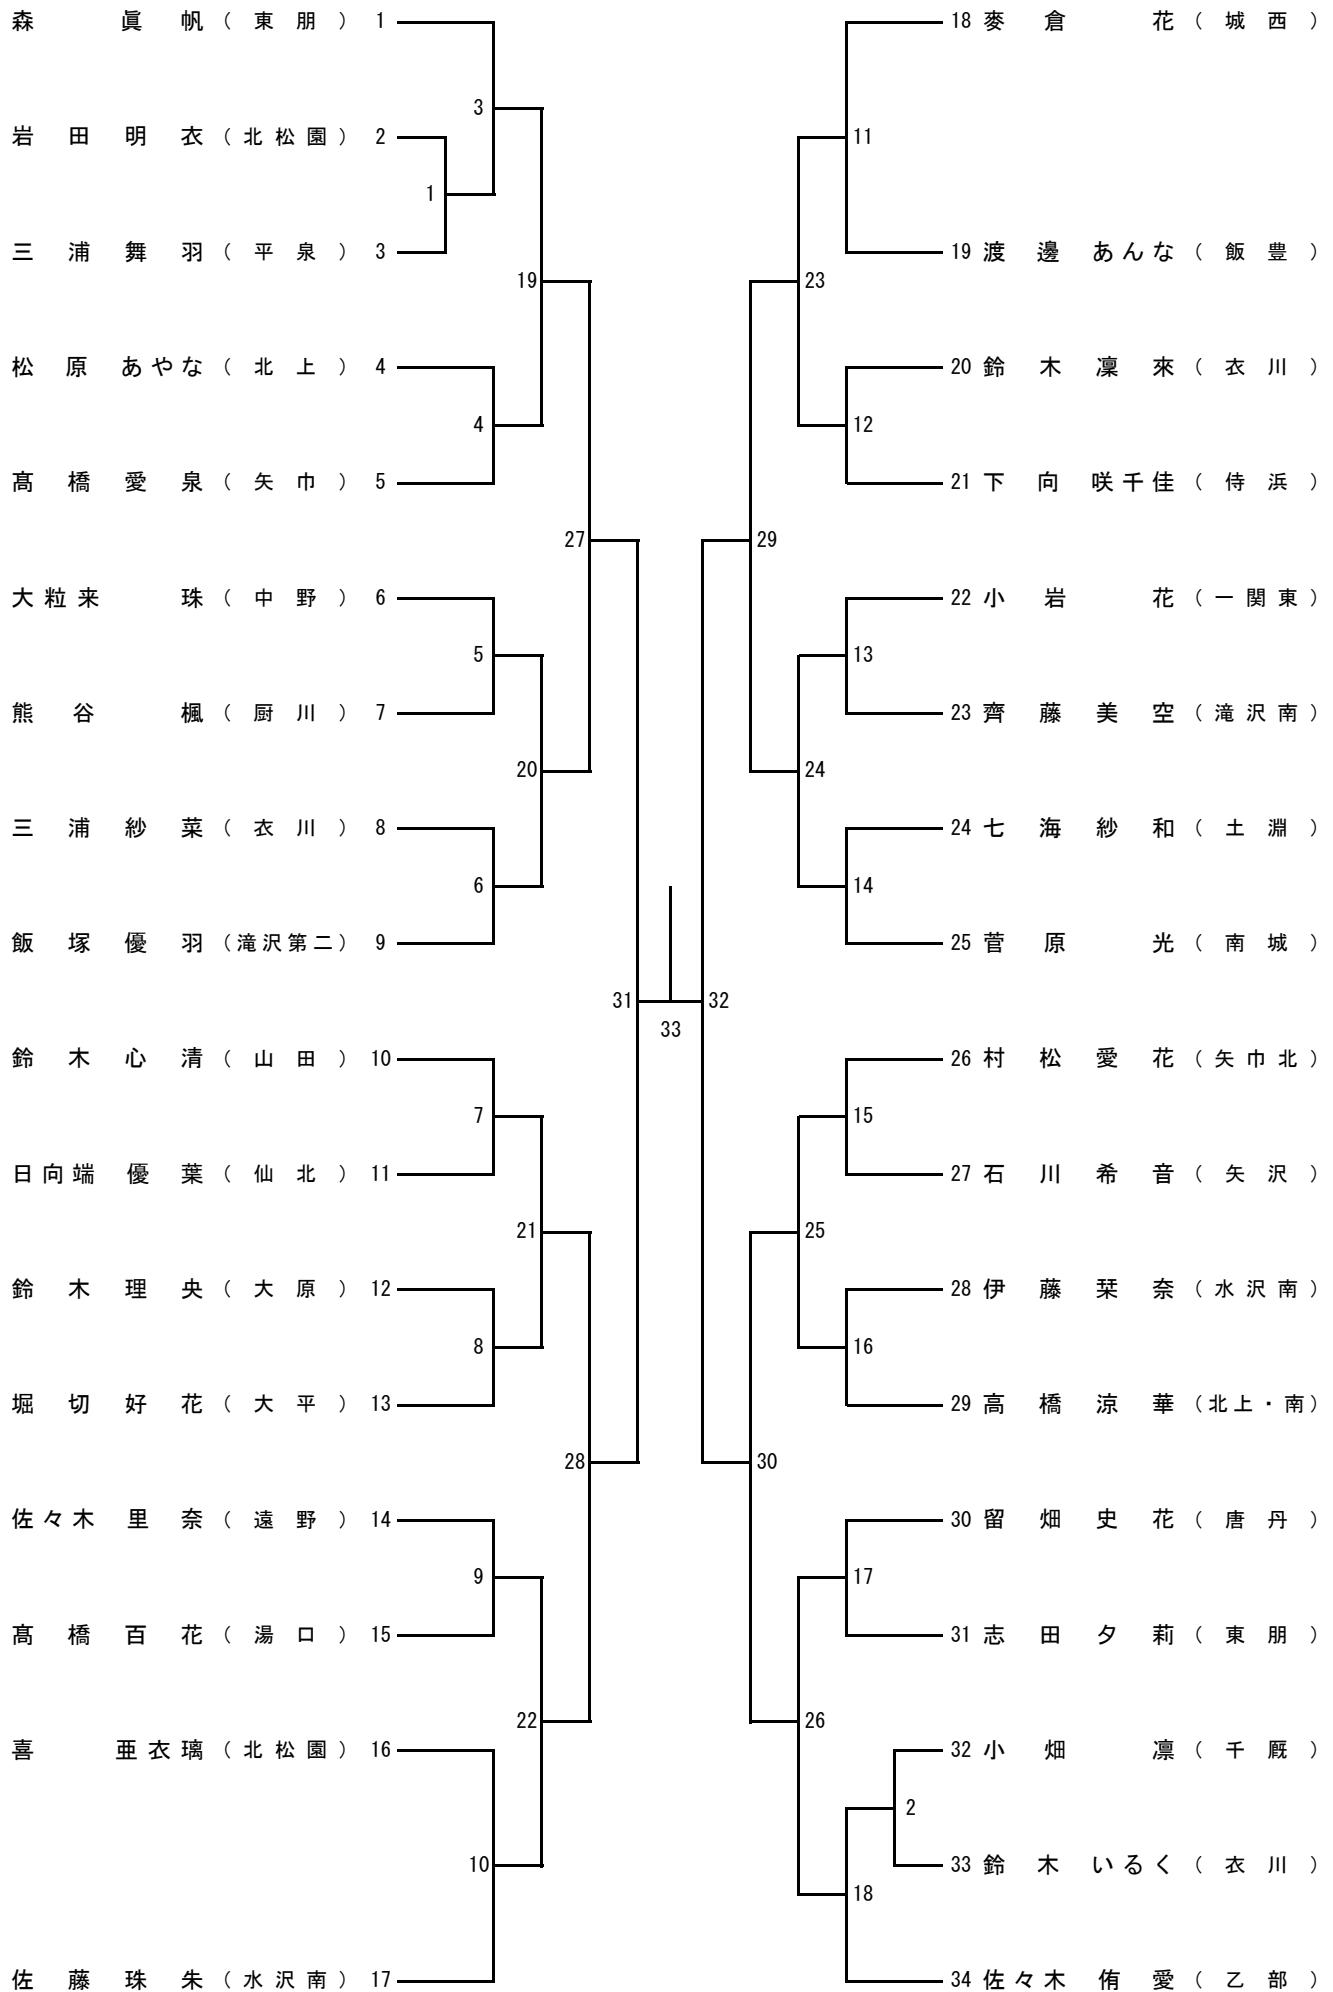 森眞帆（東朋）1
3
岩田明衣（北松園）2
1
三浦舞羽（平泉）3
19
松原あやな（北上）4
4
髙橋愛泉（矢巾）5
27
大粒来珠（中野）6
5
熊谷楓（厨川）7
20
三浦紗菜（衣川）8
6
飯塚優羽（滝沢第二）9
31
鈴木心清（山田）10
7
日向端優葉（仙北）11
21
鈴木理央（大原）12
8
堀切好花（大平）13
28
佐々木里奈（遠野）14
9
髙橋百花（湯口）15
22
喜亜衣璃（北松園）16
10
佐藤珠朱（水沢南）17
33
18 麥倉花（城西）
11
19 渡邊あんな（飯豊）
23
20 鈴木凜來（衣川）
12
21 下向咲千佳（侍浜）
29
22 小岩花（一関東）
13
23 齊藤美空（滝沢南）
24
24 七海紗和（土淵）
14
25 菅原光（南城）
32
26 村松愛花（矢巾北）
15
27 石川希音（矢沢）
25
28 伊藤栞奈（水沢南）
16
29 高橋涼華（北上・南）
30
30 留畑史花（唐丹）
17
31 志田夕莉（東朋）
26
32 小畑凛（千厩）
2
33 鈴木いるく（衣川）
18
34 佐々木侑愛（乙部）